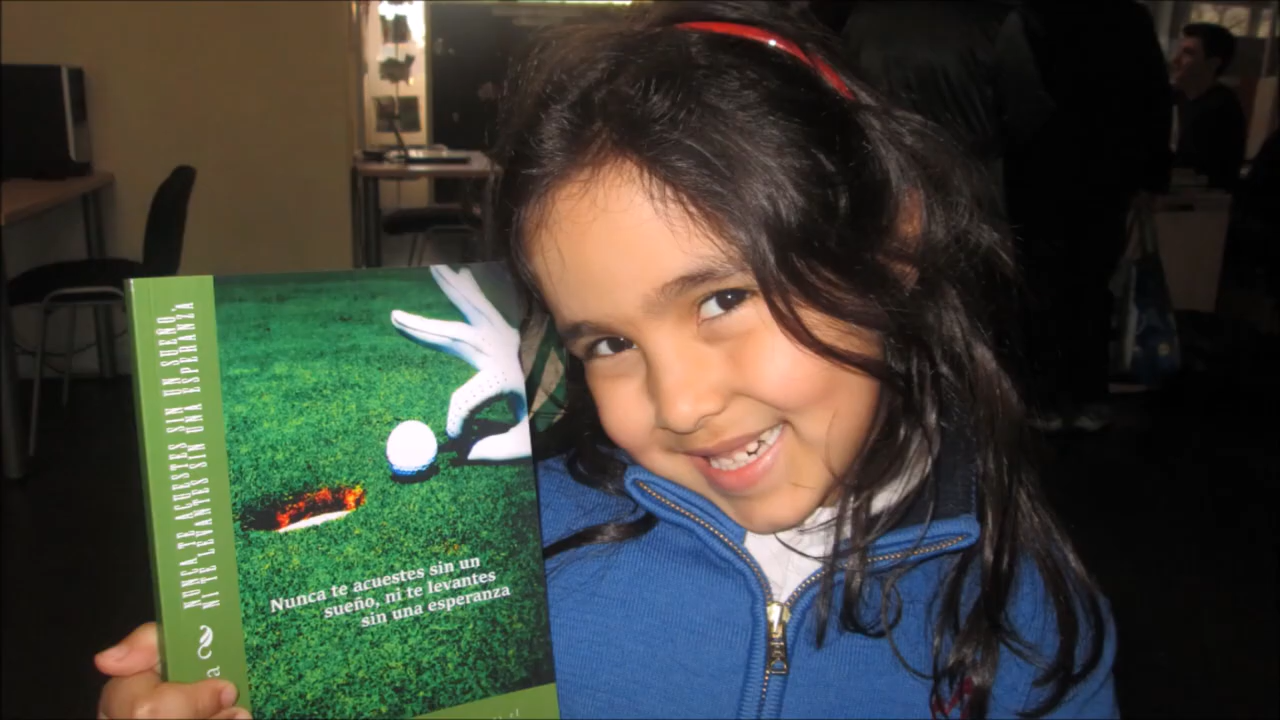 NUNCA TE ACUESTES SIN UN SUEÑO,
NI TE LEVANTES SIN UNA ESPERANZA
Nunca te acuestes sin un
sueño, ni te levantes
sin una esperanza